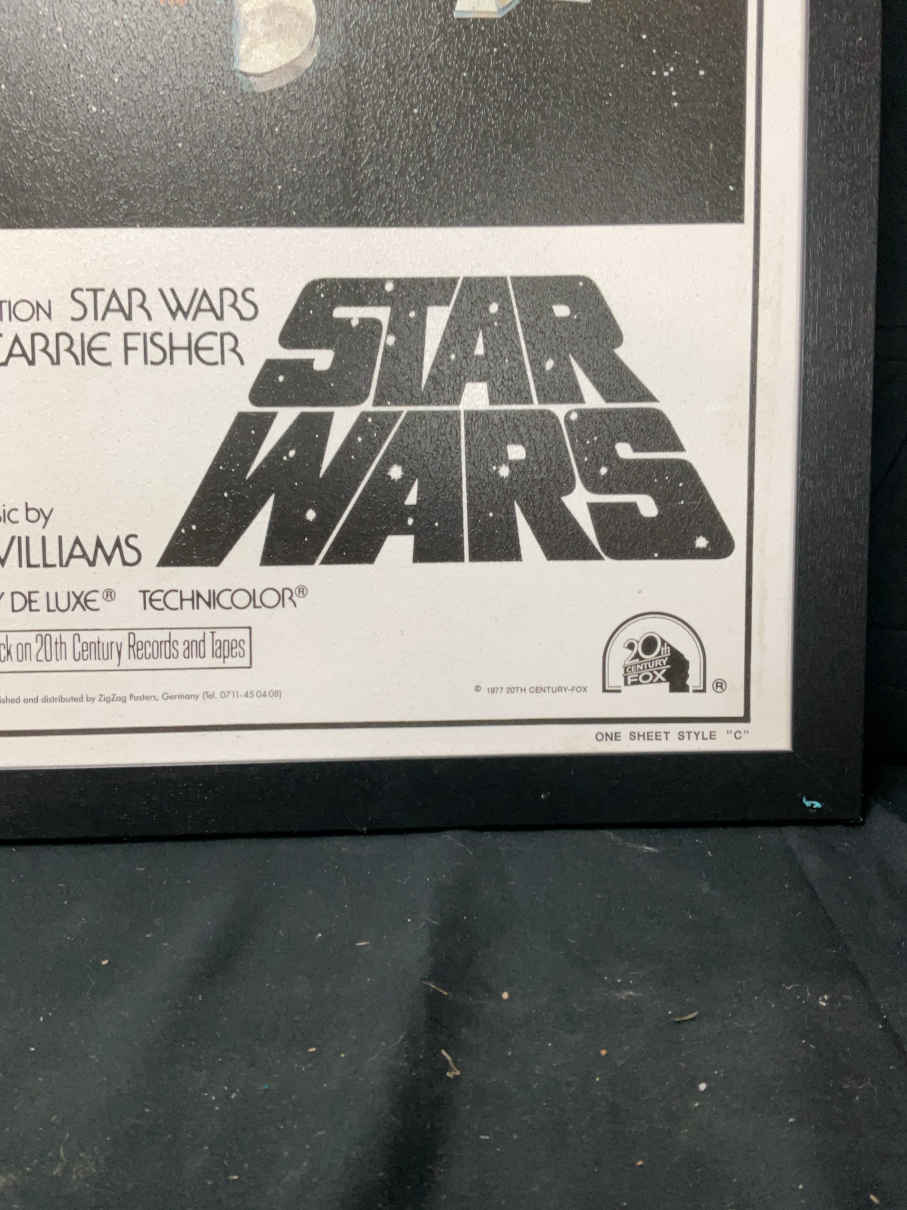 TION STAR WARS
CARRIE FISHER
STAR
WARS
sic by
WILLIAMS
Y DE LUXE® TECHNICOLOR®
ck on 20th Century Records and Tapes
ished and distributed by ZigZag Posters, Germany (Tel. 0711-45 04 08)
© 1977 20TH CENTURY-FOX
20th
CENTURY
FOX
®
ONE SHEET STYLE "C"